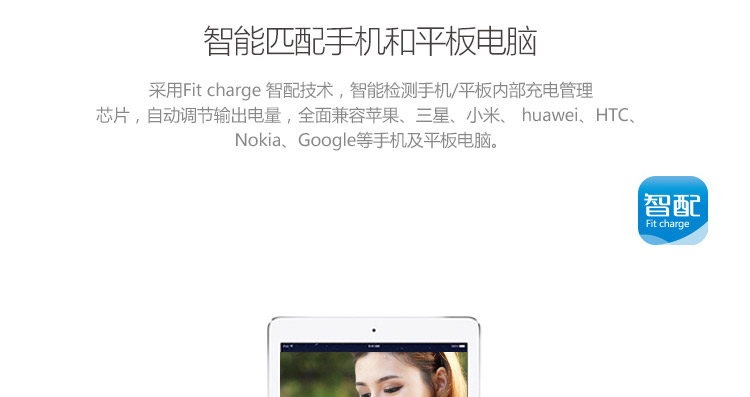 智能匹配手机和平板电脑
采用Fit charge 智配技术，智能检测手机/平板内部充电管理
芯片，自动调节输出电量，全面兼容苹果、三星、小米、 huawei、HTC、
Nokia、Google等手机及平板电脑。
智配
Fit charge